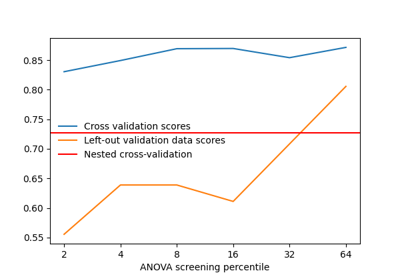 0.85
0.80
0.75
0.70
0.65
0.60
0.55
Cross validation scores
Left-out validation data scores
Nested cross-validation
2 4 8 16 32 64
ANOVA screening percentile